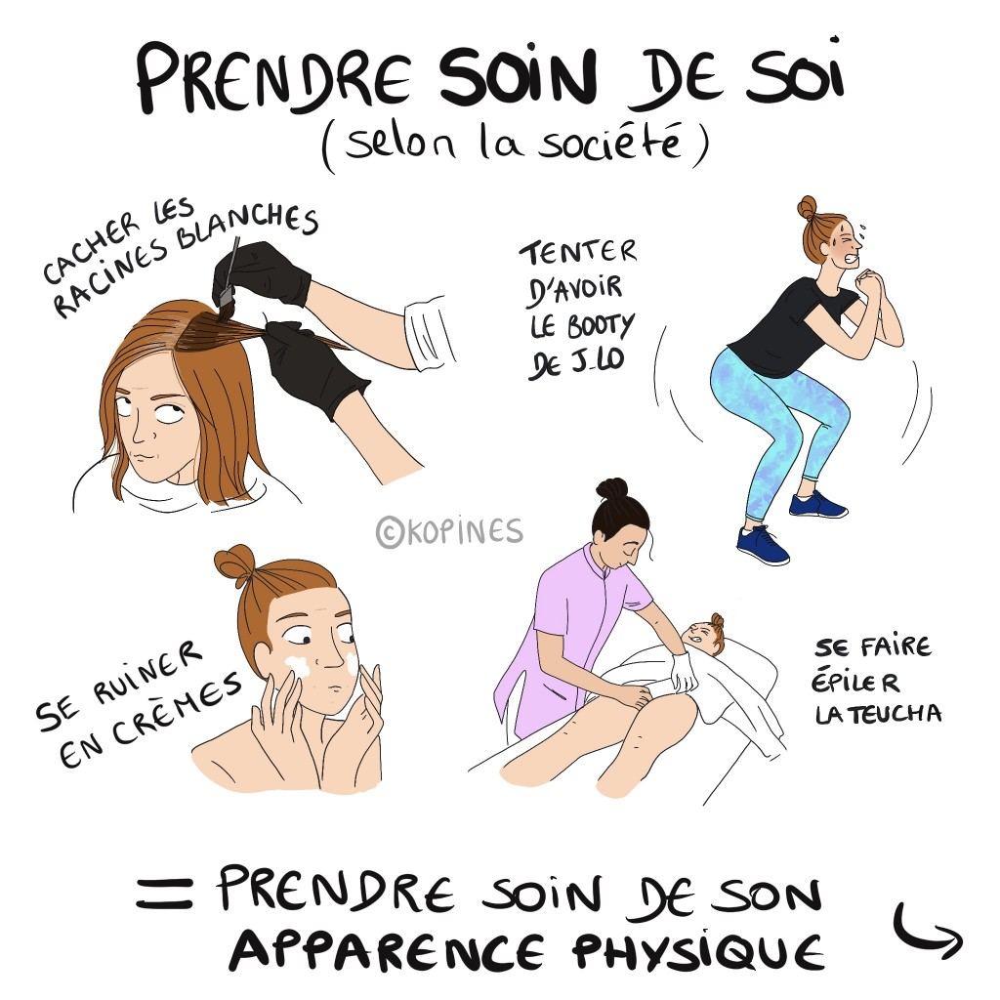 PRENDRE SOIN DE SOI
(selon la société)
CACHER LES
RACINES BLANCHES
TENTER
D'AVOIR
LE BOOTY
DE J-LO
©KOPINES
SE RUINER
EN CRÈMES
SE FAIRE
ÉPILER
LA TEUCHA
= PRENDRE SOIN DE SON
APPARENCE PHYSIQUE